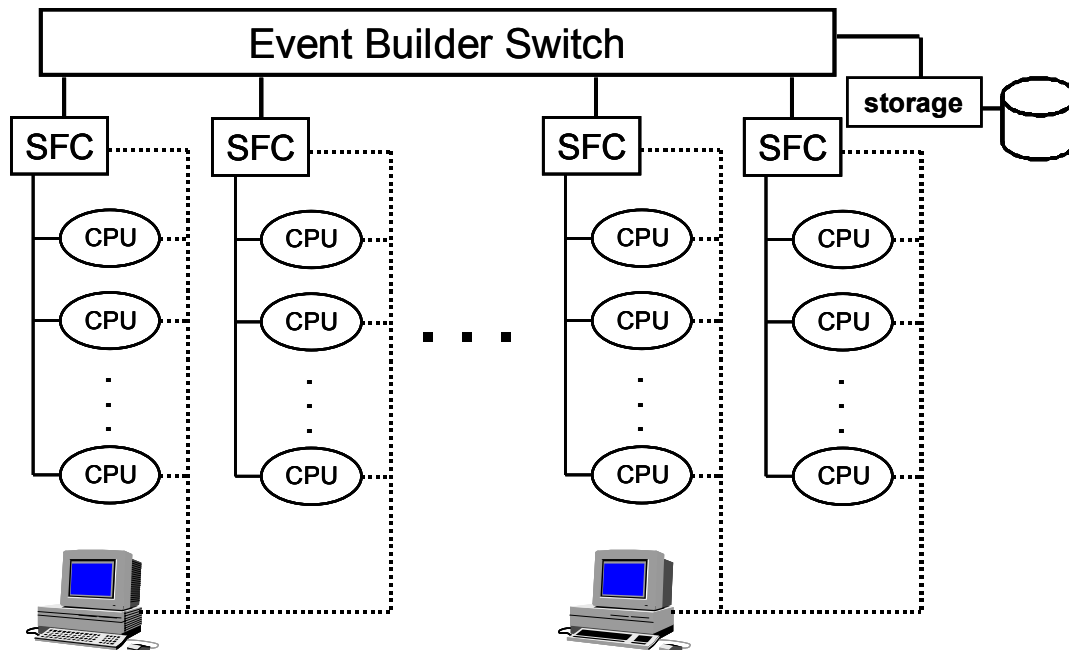 Event Builder Switch
storage
SFC
SFC
SFC
SFC
CPU
CPU
CPU
CPU
CPU
CPU
CPU
CPU
. . .
CPU
CPU
CPU
CPU